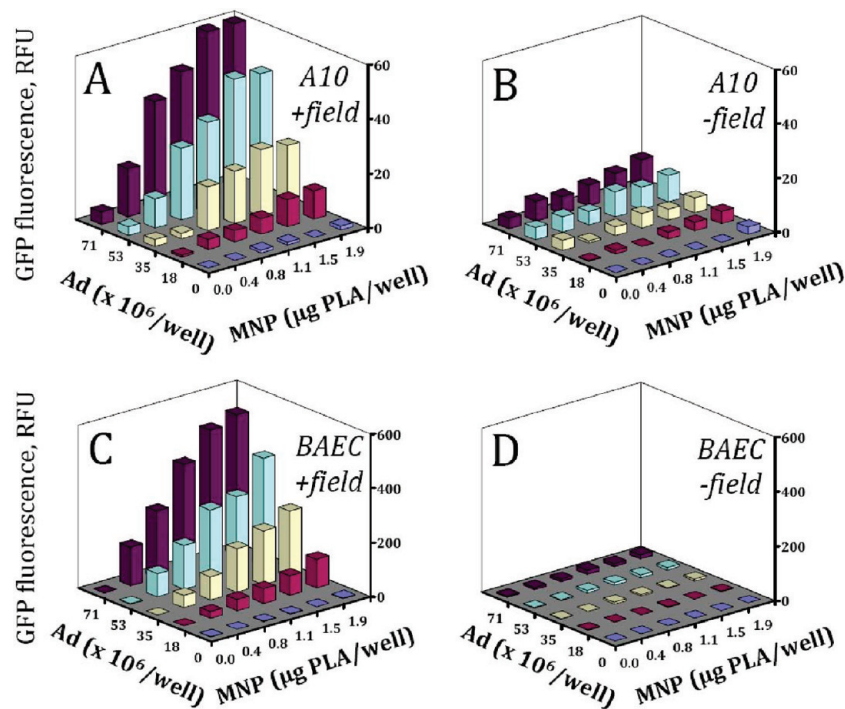 A
A10
+field
GFP fluorescence, RFU
60
40
20
0
71
53
35
18
0
0.0
0.4
0.8
1.1
1.5
1.9
Ad (x 10⁶/well)
MNP (µg PLA/well)
B
A10
-field
60
40
20
0
71
53
35
18
0
0.0
0.4
0.8
1.1
1.5
1.9
Ad (x 10⁶/well)
MNP (µg PLA/well)
C
BAEC
+field
GFP fluorescence, RFU
600
400
200
0
71
53
35
18
0
0.0
0.4
0.8
1.1
1.5
1.9
Ad (x 10⁶/well)
MNP (µg PLA/well)
D
BAEC
-field
600
400
200
0
71
53
35
18
0
0.0
0.4
0.8
1.1
1.5
1.9
Ad (x 10⁶/well)
MNP (µg PLA/well)